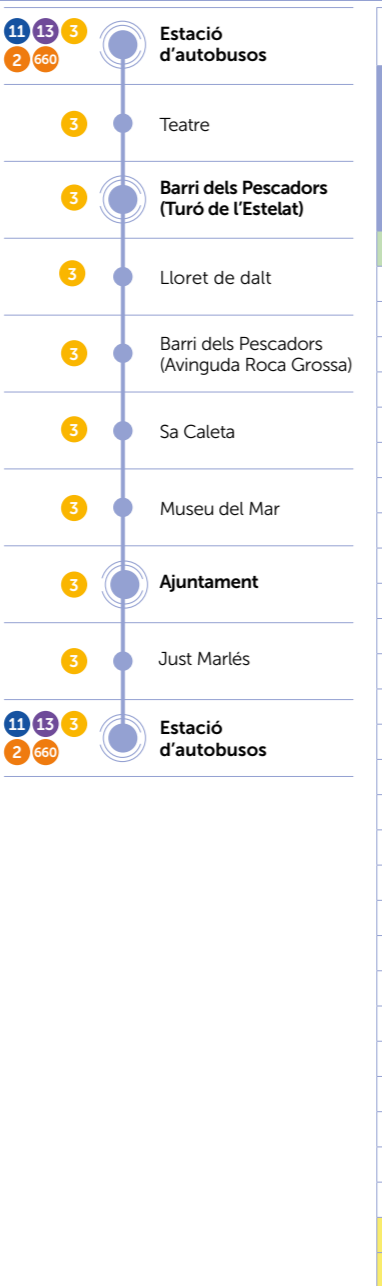 11 13 3
2 660
Estació
d'autobusos
3
Teatre
3
Barri dels Pescadors
(Turó de l'Estelat)
3
Lloret de dalt
3
Barri dels Pescadors
(Avinguda Roca Grossa)
3
Sa Caleta
3
Museu del Mar
3
Ajuntament
3
Just Marlés
11 13 3
2 660
Estació
d'autobusos